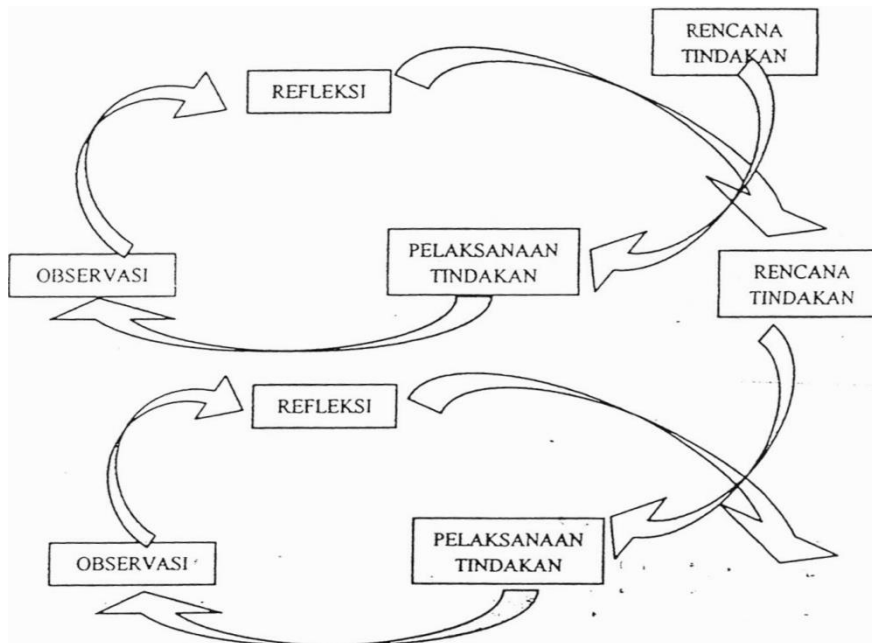 RENCANA
TINDAKAN
REFLEKSI
PELAKSANAAN
TINDAKAN
OBSERVASI
RENCANA
TINDAKAN
REFLEKSI
PELAKSANAAN
TINDAKAN
OBSERVASI